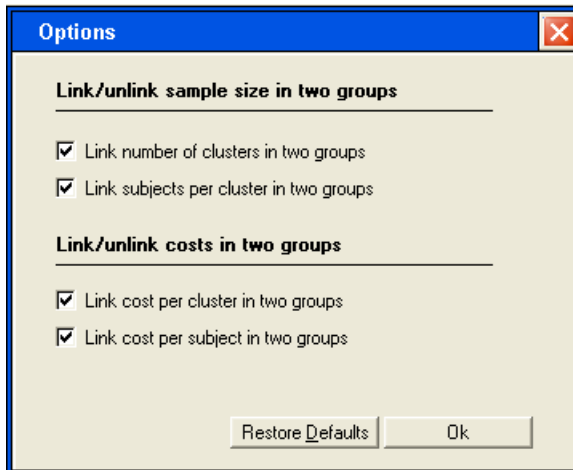 Options
Link/unlink sample size in two groups
Link number of clusters in two groups
Link subjects per cluster in two groups
Link/unlink costs in two groups
Link cost per cluster in two groups
Link cost per subject in two groups
Restore Defaults
Ok